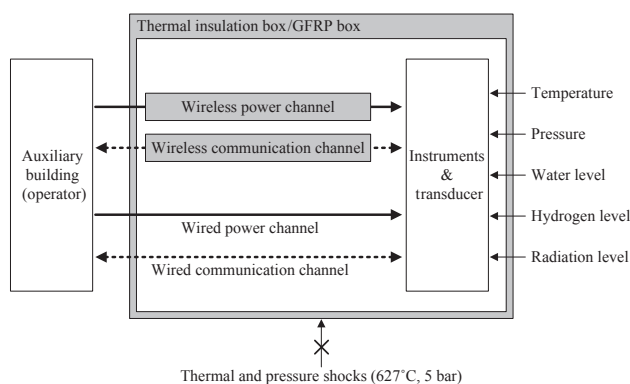 Thermal insulation box/GFRP box
Wireless power channel
Wireless communication channel
Auxiliary
building
(operator)
Instruments
&
transducer
Wired power channel
Wired communication channel
Temperature
Pressure
Water level
Hydrogen level
Radiation level
Thermal and pressure shocks (627˚C, 5 bar)